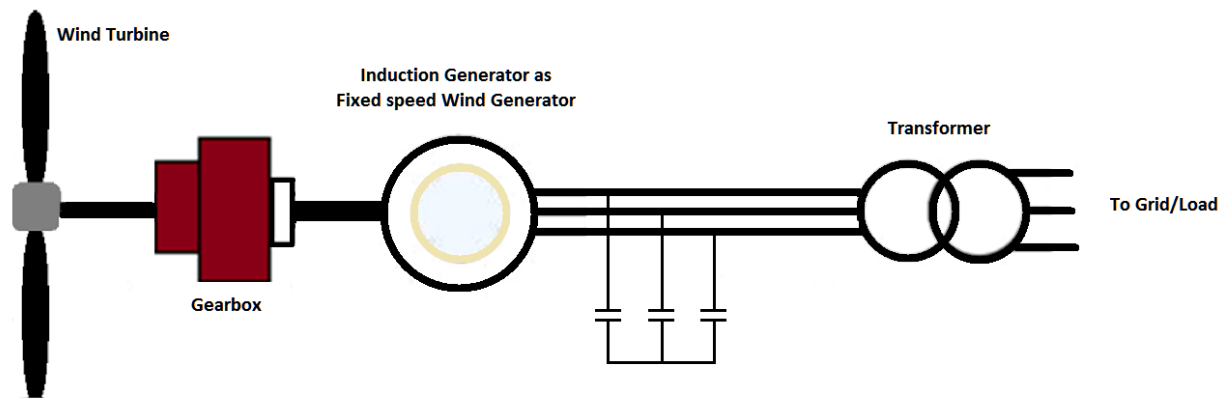 Wind Turbine
Induction Generator as
Fixed speed Wind Generator
Transformer
To Grid/Load
Gearbox